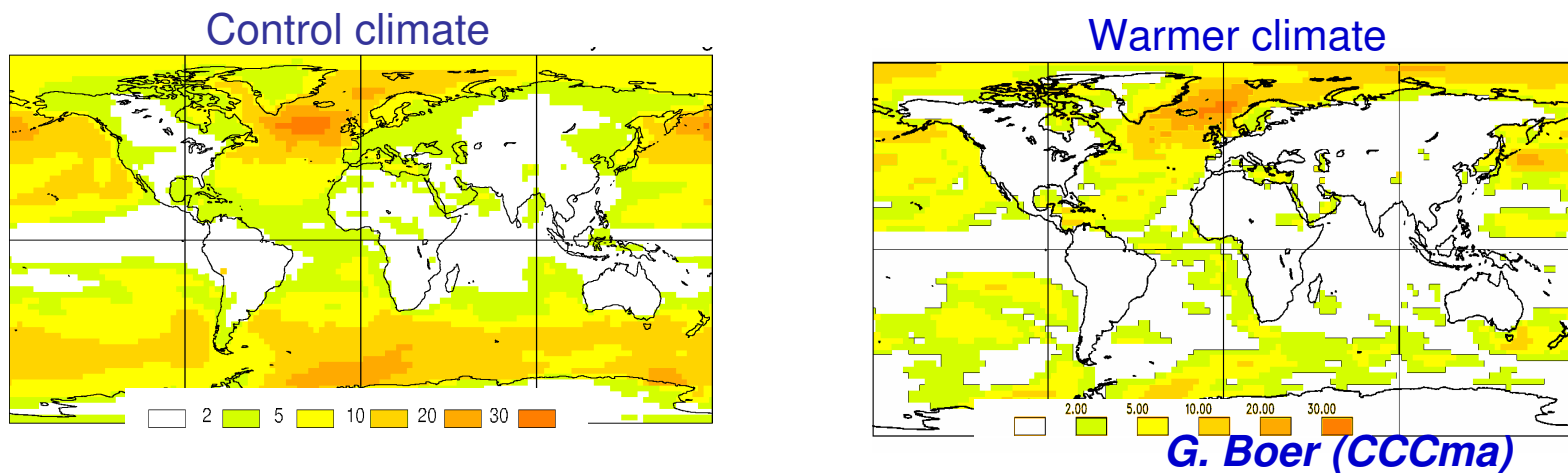 Control climate
2 5 10 20 30
Warmer climate
2.00 5.00 10.00 20.00 30.00
G. Boer (CCCma)